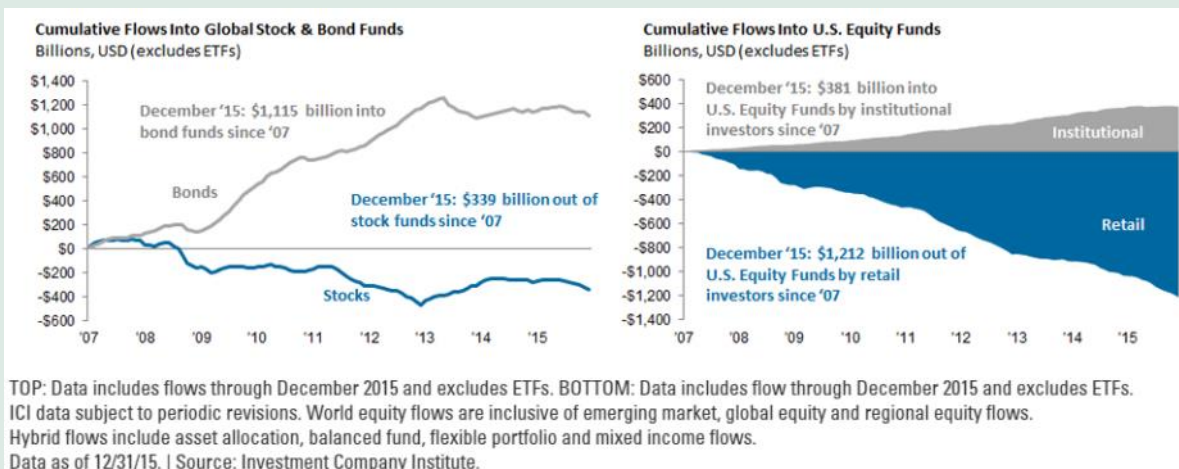 Cumulative Flows Into Global Stock & Bond Funds
Billions, USD (excludes ETFs)
$1,400
$1,200
$1,000
$800
$600
$400
$200
$0
-$200
-$400
-$600
December '15: $1,115 billion into
bond funds since '07
Bonds
December '15: $339 billion out of
stock funds since '07
Stocks
'07 '08 '09 '10 '11 '12 '13 '14 '15
Cumulative Flows Into U.S. Equity Funds
Billions, USD (excludes ETFs)
$600
$400
$200
$0
-$200
-$400
-$600
-$800
-$1,000
-$1,200
-$1,400
December '15: $381 billion into
U.S. Equity Funds by institutional
investors since '07
Institutional
Retail
December '15: $1,212 billion out of
U.S. Equity Funds by retail
investors since '07
'07 '08 '09 '10 '11 '12 '13 '14 '15
TOP: Data includes flows through December 2015 and excludes ETFs. BOTTOM: Data includes flow through December 2015 and excludes ETFs.
ICI data subject to periodic revisions. World equity flows are inclusive of emerging market, global equity and regional equity flows.
Hybrid flows include asset allocation, balanced fund, flexible portfolio and mixed income flows.
Data as of 12/31/15. | Source: Investment Company Institute.